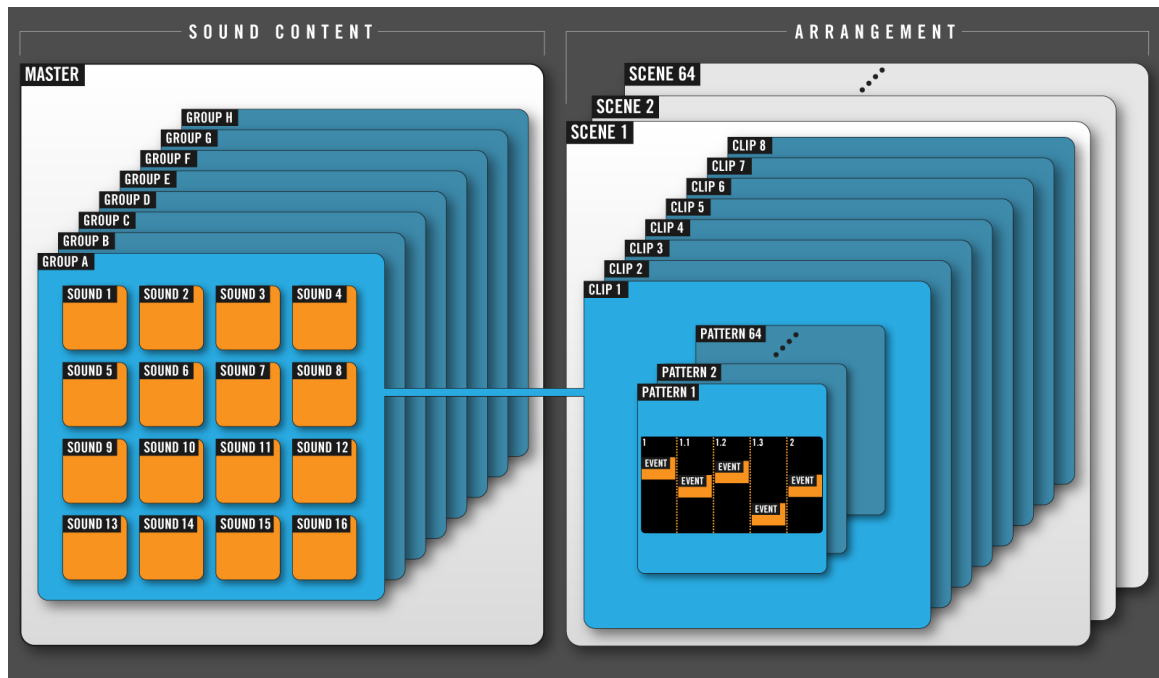 SOUND CONTENT
ARRANGEMENT
MASTER
GROUP H
GROUP G
GROUP F
GROUP E
GROUP D
GROUP C
GROUP B
GROUP A
SOUND 1 SOUND 2 SOUND 3 SOUND 4
SOUND 5 SOUND 6 SOUND 7 SOUND 8
SOUND 9 SOUND 10 SOUND 11 SOUND 12
SOUND 13 SOUND 14 SOUND 15 SOUND 16
SCENE 64
SCENE 2
SCENE 1
CLIP 8
CLIP 7
CLIP 6
CLIP 5
CLIP 4
CLIP 3
CLIP 2
CLIP 1
PATTERN 64
PATTERN 2
PATTERN 1
1 1.1 1.2 1.3 2
EVENT
EVENT
EVENT
EVENT
EVENT